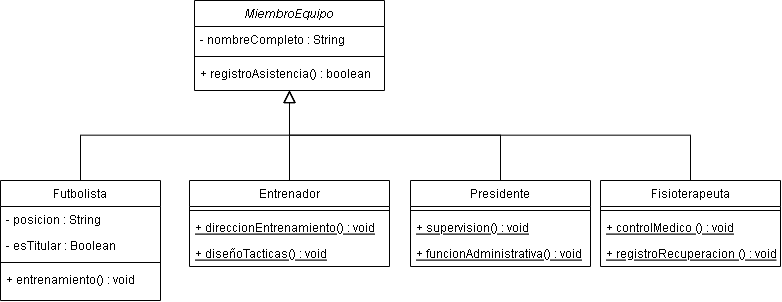 MiembroEquipo
- nombreCompleto : String
+ registroAsistencia() : boolean
Futbolista
- posicion : String
- esTitular : Boolean
+ entrenamiento() : void
Entrenador
+ direccionEntrenamiento() : void
+ diseñoTacticas() : void
Presidente
+ supervision() : void
+ funcionAdministrativa() : void
Fisioterapeuta
+ controlMedico () : void
+ registroRecuperacion () : void